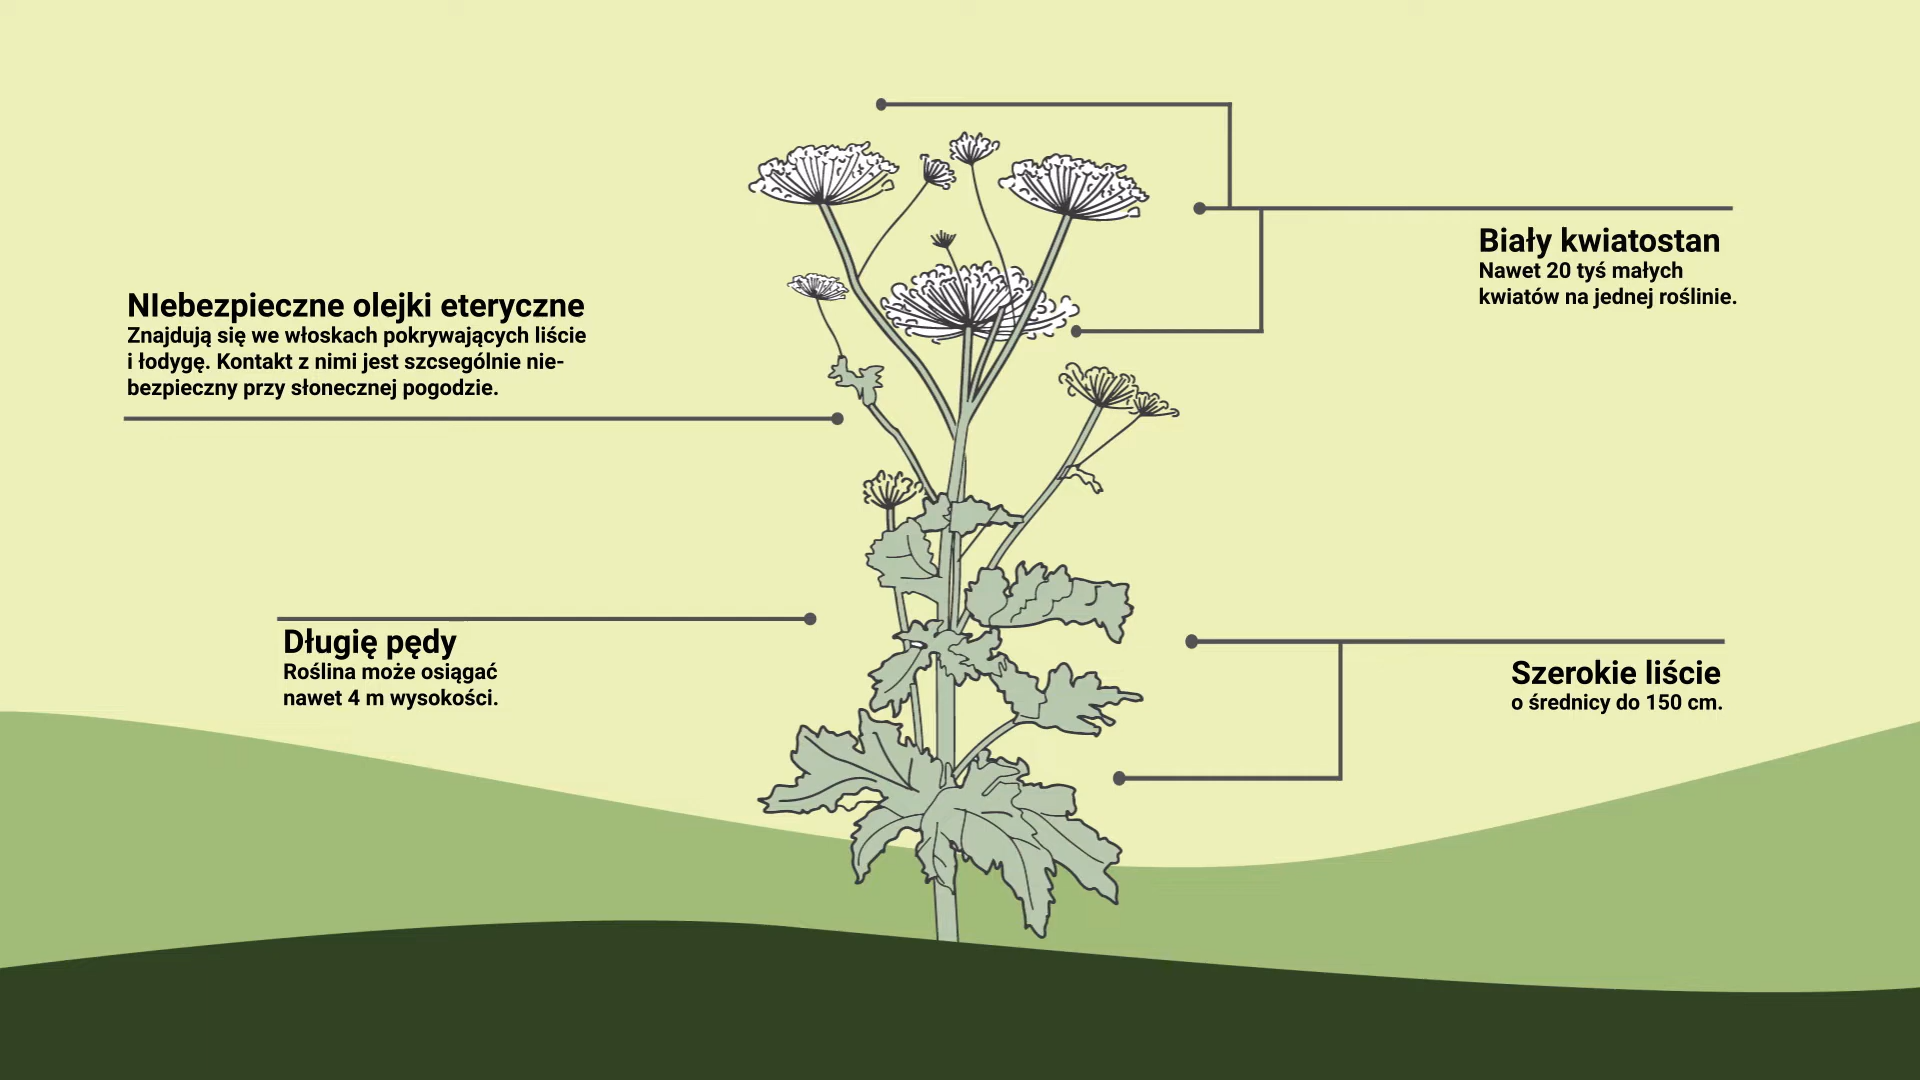 Biały kwiatostan
Nawet 20 tyś małych
kwiatów na jednej roślinie.
NIebezpieczne olejki eteryczne
Znajdują się we włoskach pokrywających liście
i łodygę. Kontakt z nimi jest szcsególnie nie-
bezpieczny przy słonecznej pogodzie.
Długię pędy
Roślina może osiągać
nawet 4 m wysokości.
Szerokie liście
o średnicy do 150 cm.